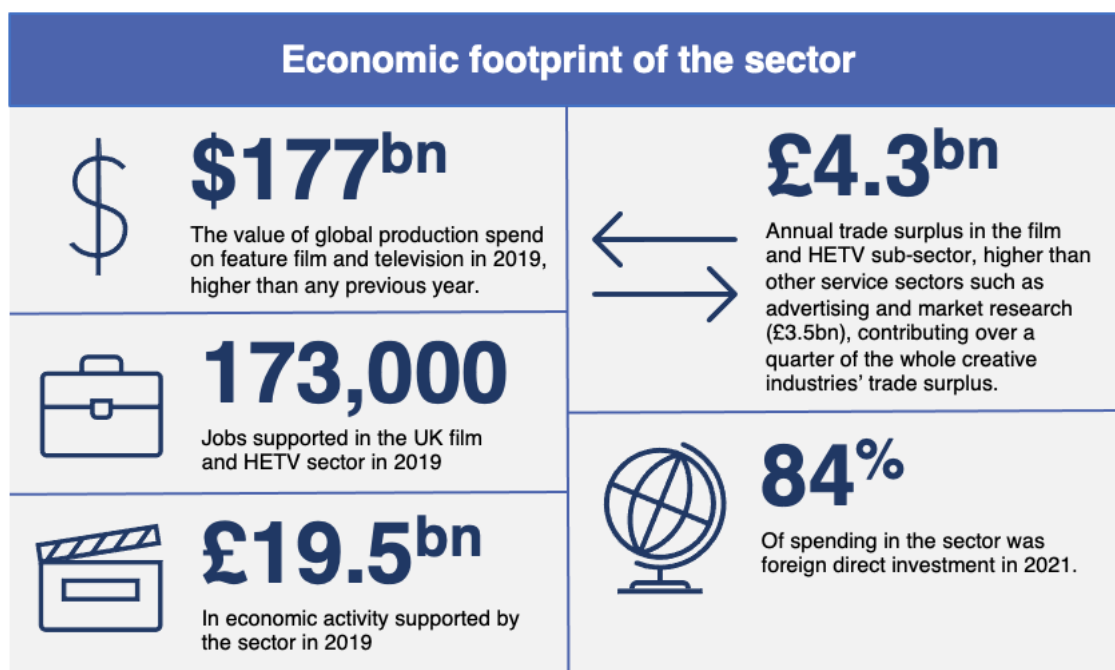 Economic footprint of the sector
$177bn
The value of global production spend
on feature film and television in 2019,
higher than any previous year.
173,000
Jobs supported in the UK film
and HETV sector in 2019
£19.5bn
In economic activity supported by
the sector in 2019
£4.3bn
Annual trade surplus in the film
and HETV sub-sector, higher than
other service sectors such as
advertising and market research
(£3.5bn), contributing over a
quarter of the whole creative
industries’ trade surplus.
84%
Of spending in the sector was
foreign direct investment in 2021.